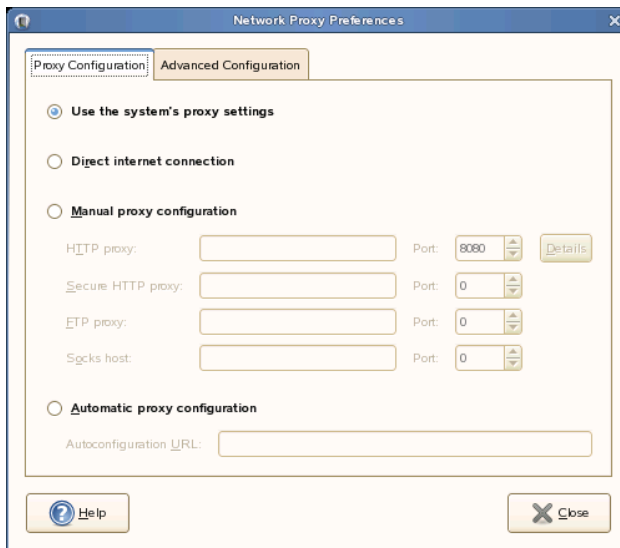 Network Proxy Preferences
Proxy Configuration Advanced Configuration
Use the system's proxy settings
Direct internet connection
Manual proxy configuration
HTTP proxy: Port: 8080 Details
Secure HTTP proxy: Port: 0
FTP proxy: Port: 0
Socks host: Port: 0
Automatic proxy configuration
Autoconfiguration URL:
Help Close